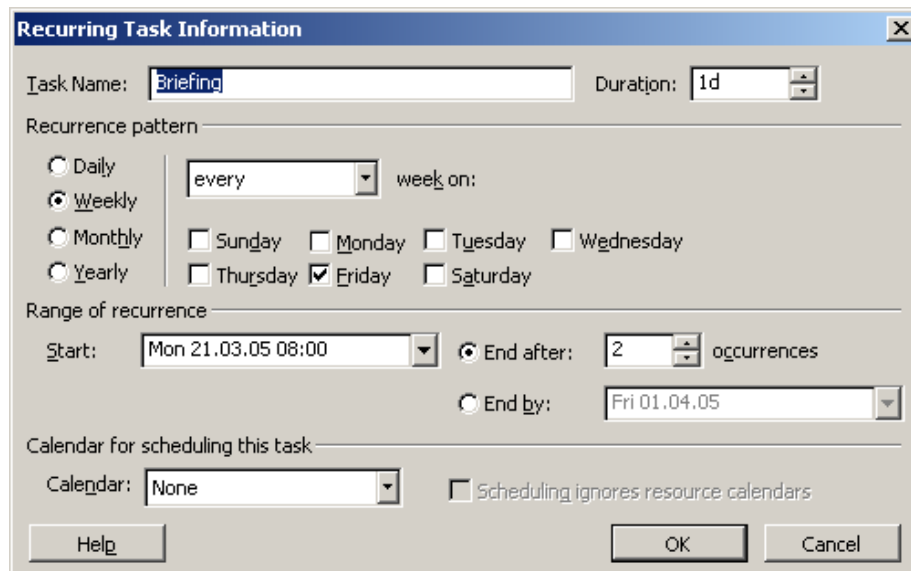 Recurring Task Information
Task Name: Briefing Duration: 1d
Recurrence pattern
Daily
every week on:
Weekly
Monthly Sunday Monday Tuesday Wednesday
Yearly Thursday Friday Saturday
Range of recurrence
Start: Mon 21.03.05 08:00 End after: 2 occurrences
End by: Fri 01.04.05
Calendar for scheduling this task
Calendar: None Scheduling ignores resource calendars
Help OK Cancel